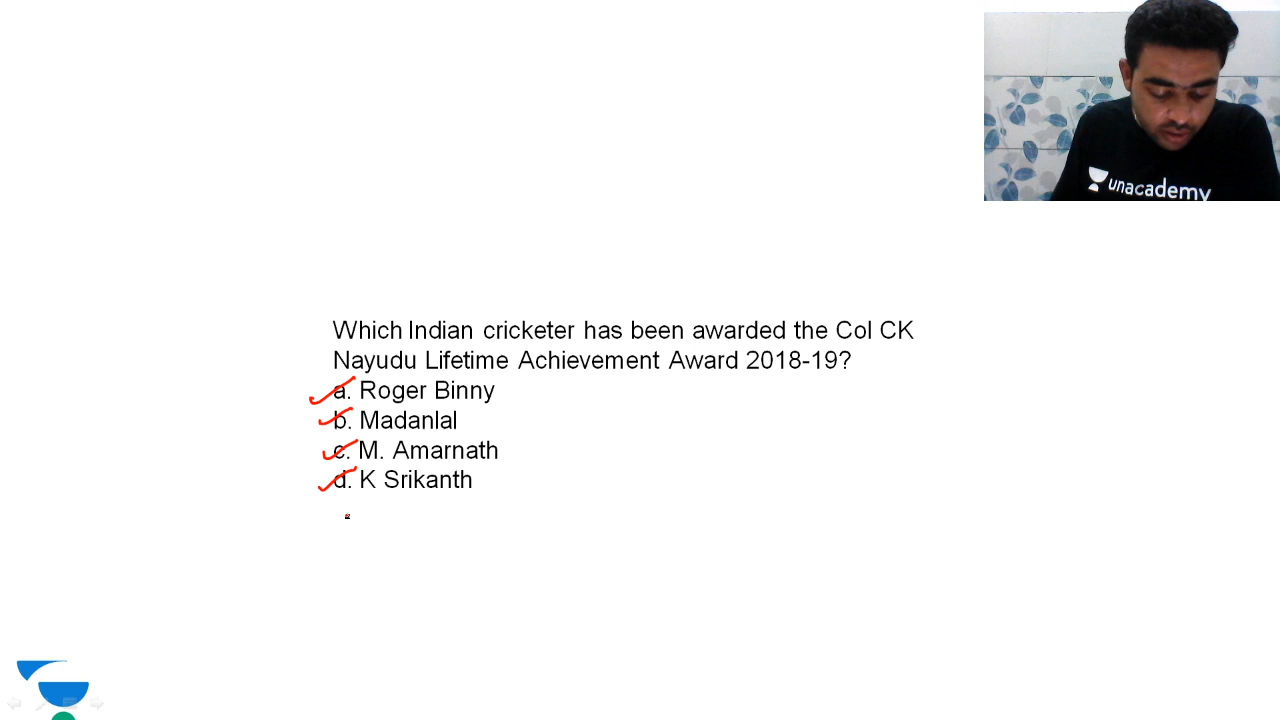 unacademy
Which Indian cricketer has been awarded the Col CK
Nayudu Lifetime Achievement Award 2018-19?
a. Roger Binny
b. Madanlal
c. M. Amarnath
d. K Srikanth